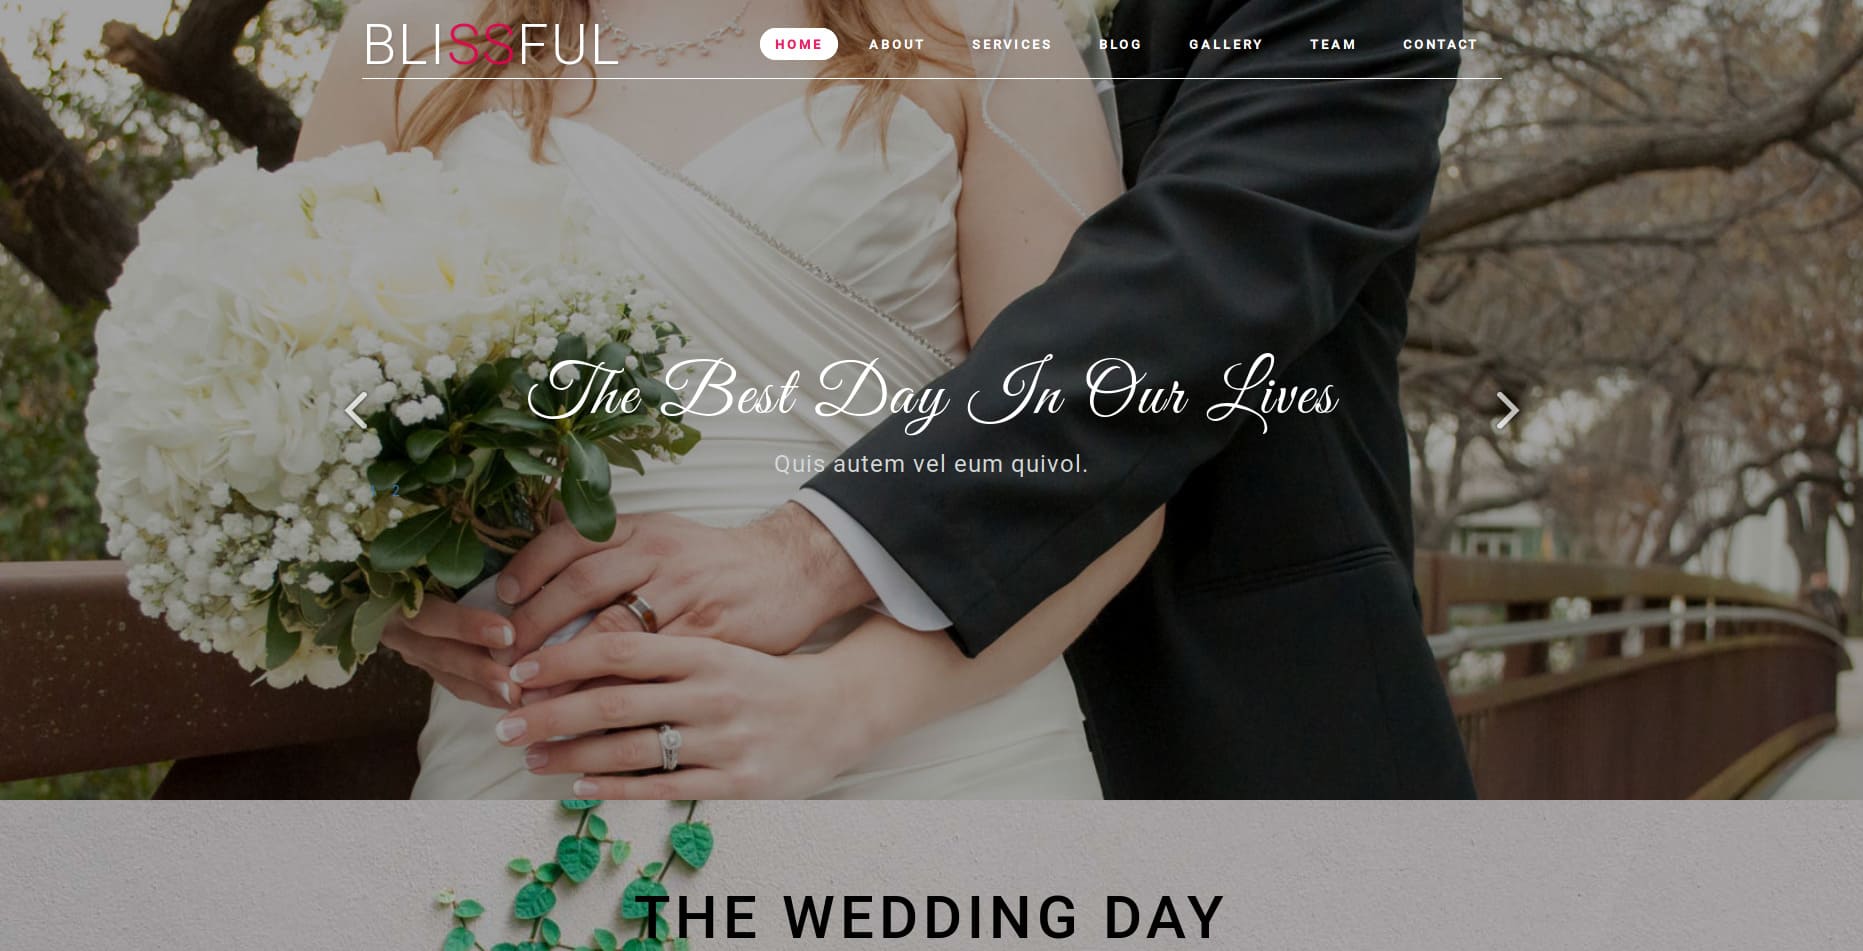 BLISSFUL
HOME ABOUT SERVICES BLOG GALLERY TEAM CONTACT
The Best Day In Our Lives
Quis autem vel eum quivol.
2
THE WEDDING DAY